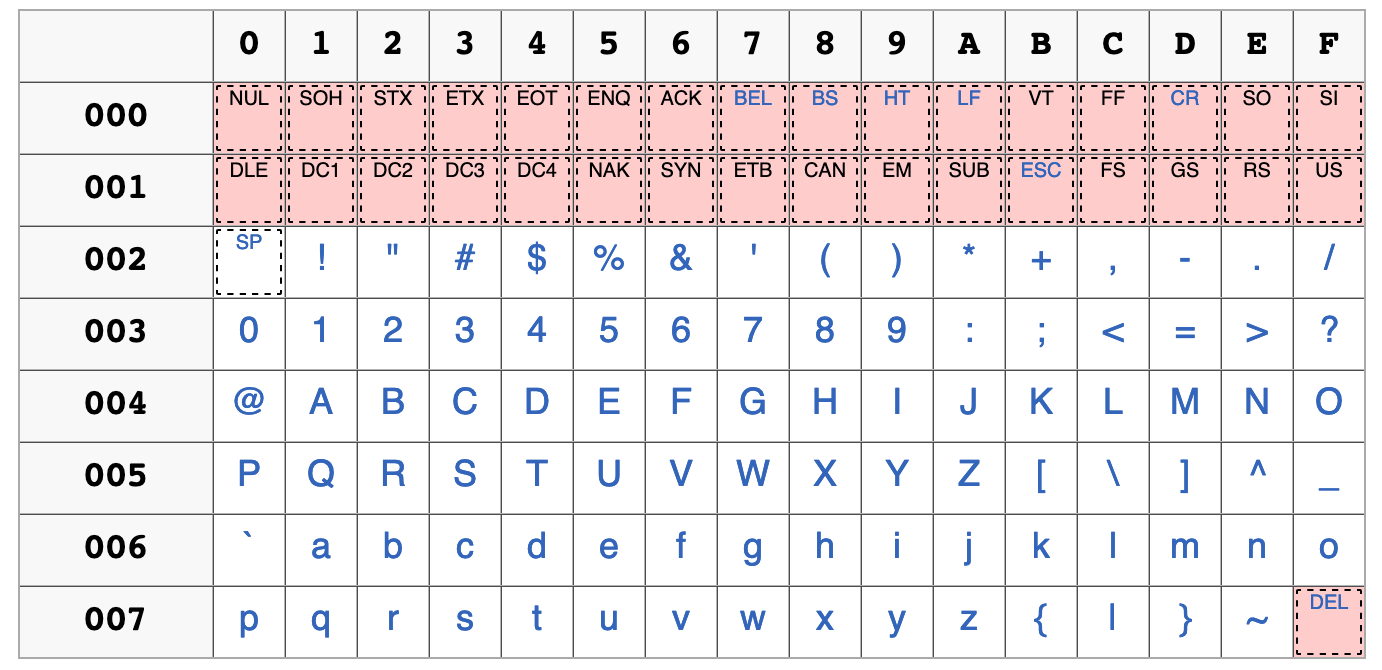 0 1 2 3 4 5 6 7 8 9 A B C D E F
000 NUL SOH STX ETX EOT ENQ ACK BEL BS HT LF VT FF CR SO SI
001 DLE DC1 DC2 DC3 DC4 NAK SYN ETB CAN EM SUB ESC FS GS RS US
002 SP ! " # $ % & ' ( ) * + , - . /
003 0 1 2 3 4 5 6 7 8 9 : ; < = > ?
004 @ A B C D E F G H I J K L M N O
005 P Q R S T U V W X Y Z [ \ ] ^ _
006 ` a b c d e f g h i j k l m n o
007 p q r s t u v w x y z { | } ~ DEL